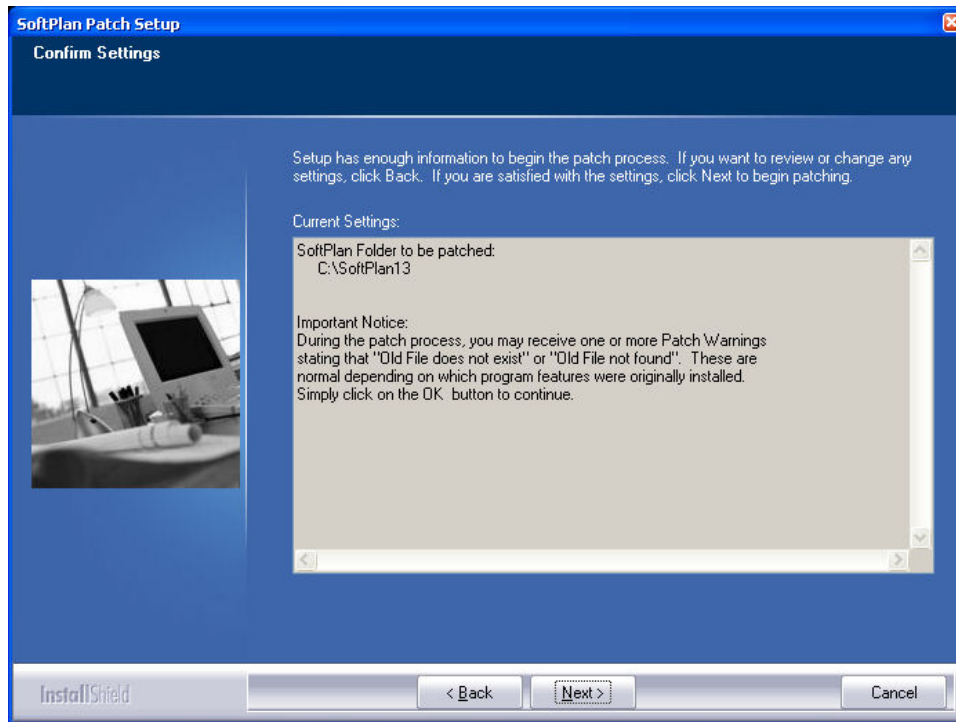 SoftPlan Patch Setup
Confirm Settings
Setup has enough information to begin the patch process. If you want to review or change any
settings, click Back. If you are satisfied with the settings, click Next to begin patching.
Current Settings:
SoftPlan Folder to be patched:
C:\SoftPlan13
Important Notice:
During the patch process, you may receive one or more Patch Warnings
stating that "Old File does not exist" or "Old File not found". These are
normal depending on which program features were originally installed.
Simply click on the OK button to continue.
InstallShield
< Back
Next >
Cancel